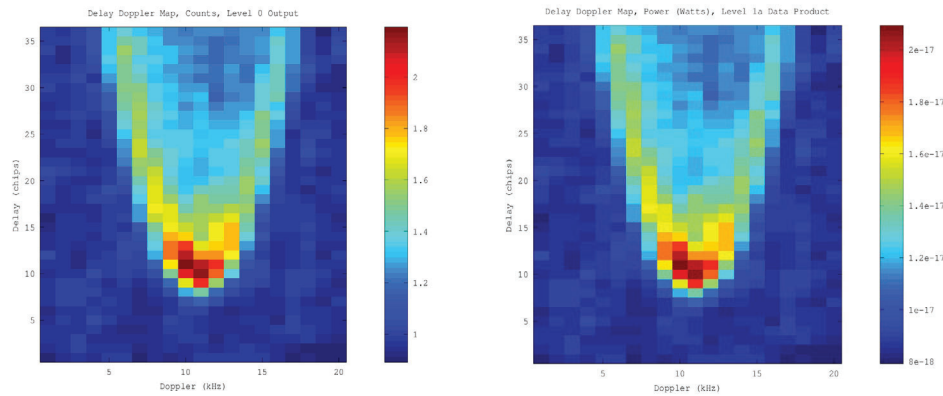 Delay Doppler Map, Counts, Level 0 Output
35
30
25
20
15
10
5
Delay (chips)
5
10
15
20
Doppler (kHz)
2
1.8
1.6
1.4
1.2
1
Delay Doppler Map, Power (Watts), Level 1a Data Product
35
30
25
20
15
10
5
Delay (chips)
5
10
15
20
Doppler (kHz)
2e-17
1.8e-17
1.6e-17
1.4e-17
1.2e-17
1e-17
8e-18